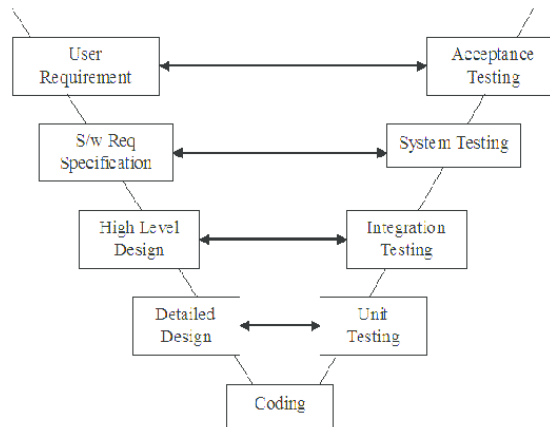 User
Requirement
Acceptance
Testing
S/w Req
Specification
System Testing
High Level
Design
Integration
Testing
Detailed
Design
Unit
Testing
Coding